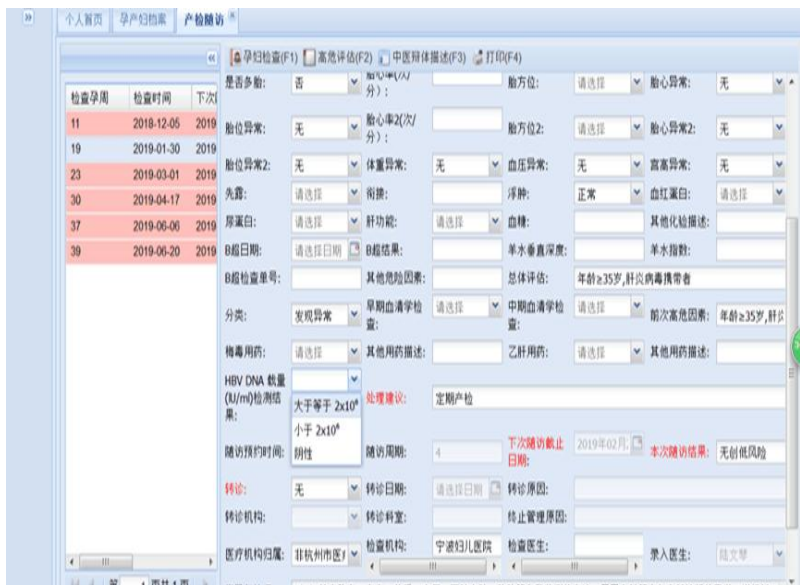 个人首页 孕产妇档案 产检随访
孕妇检查(F1) 高危评估(F2) 中医辩体描述(F3) 打印(F4)
检查孕周 检查时间 下次
11 2018-12-05 2019
19 2019-01-30 2019
23 2019-03-01 2019
30 2019-04-17 2019
37 2019-06-06 2019
39 2019-06-20 2019
是否多胎: 否 胎心率(次/分): 胎方位: 请选择 胎心异常: 无
胎位异常: 无 胎心率2(次/分): 胎方位2: 请选择 胎心异常2: 无
胎位异常2: 无 体重异常: 无 血压异常: 无 宫高异常: 无
先露: 请选择 衔接: 浮肿: 正常 血红蛋白: 请选择
尿蛋白: 请选择 肝功能: 请选择 血糖: 其他化验描述:
B超日期: 请选择日期 B超结果: 羊水垂直深度: 羊水指数:
B超检查单号: 其他危险因素: 总体评估: 年龄≥35岁,肝炎病毒携带者
分类: 发现异常 早期血清学检查: 请选择 中期血清学检查: 请选择 前次高危因素: 年龄≥35岁,肝炎
梅毒用药: 请选择 其他用药描述: 乙肝用药: 请选择 其他用药描述:
HBV DNA 载量(IU/ml)检测结果: 处理建议: 定期产检
大于等于 2x10⁶
小于 2x10⁶
阴性
随访预约时间: 随访周期: 4 下次随访截止日期: 2019年02月 本次随访结果: 无创低风险
转诊: 无 转诊日期: 请选择日期 转诊原因:
转诊机构: 转诊科室: 终止管理原因:
医疗机构归属: 非杭州市医 检查机构: 宁波妇儿医院 检查医生: 录入医生: 陆文琴